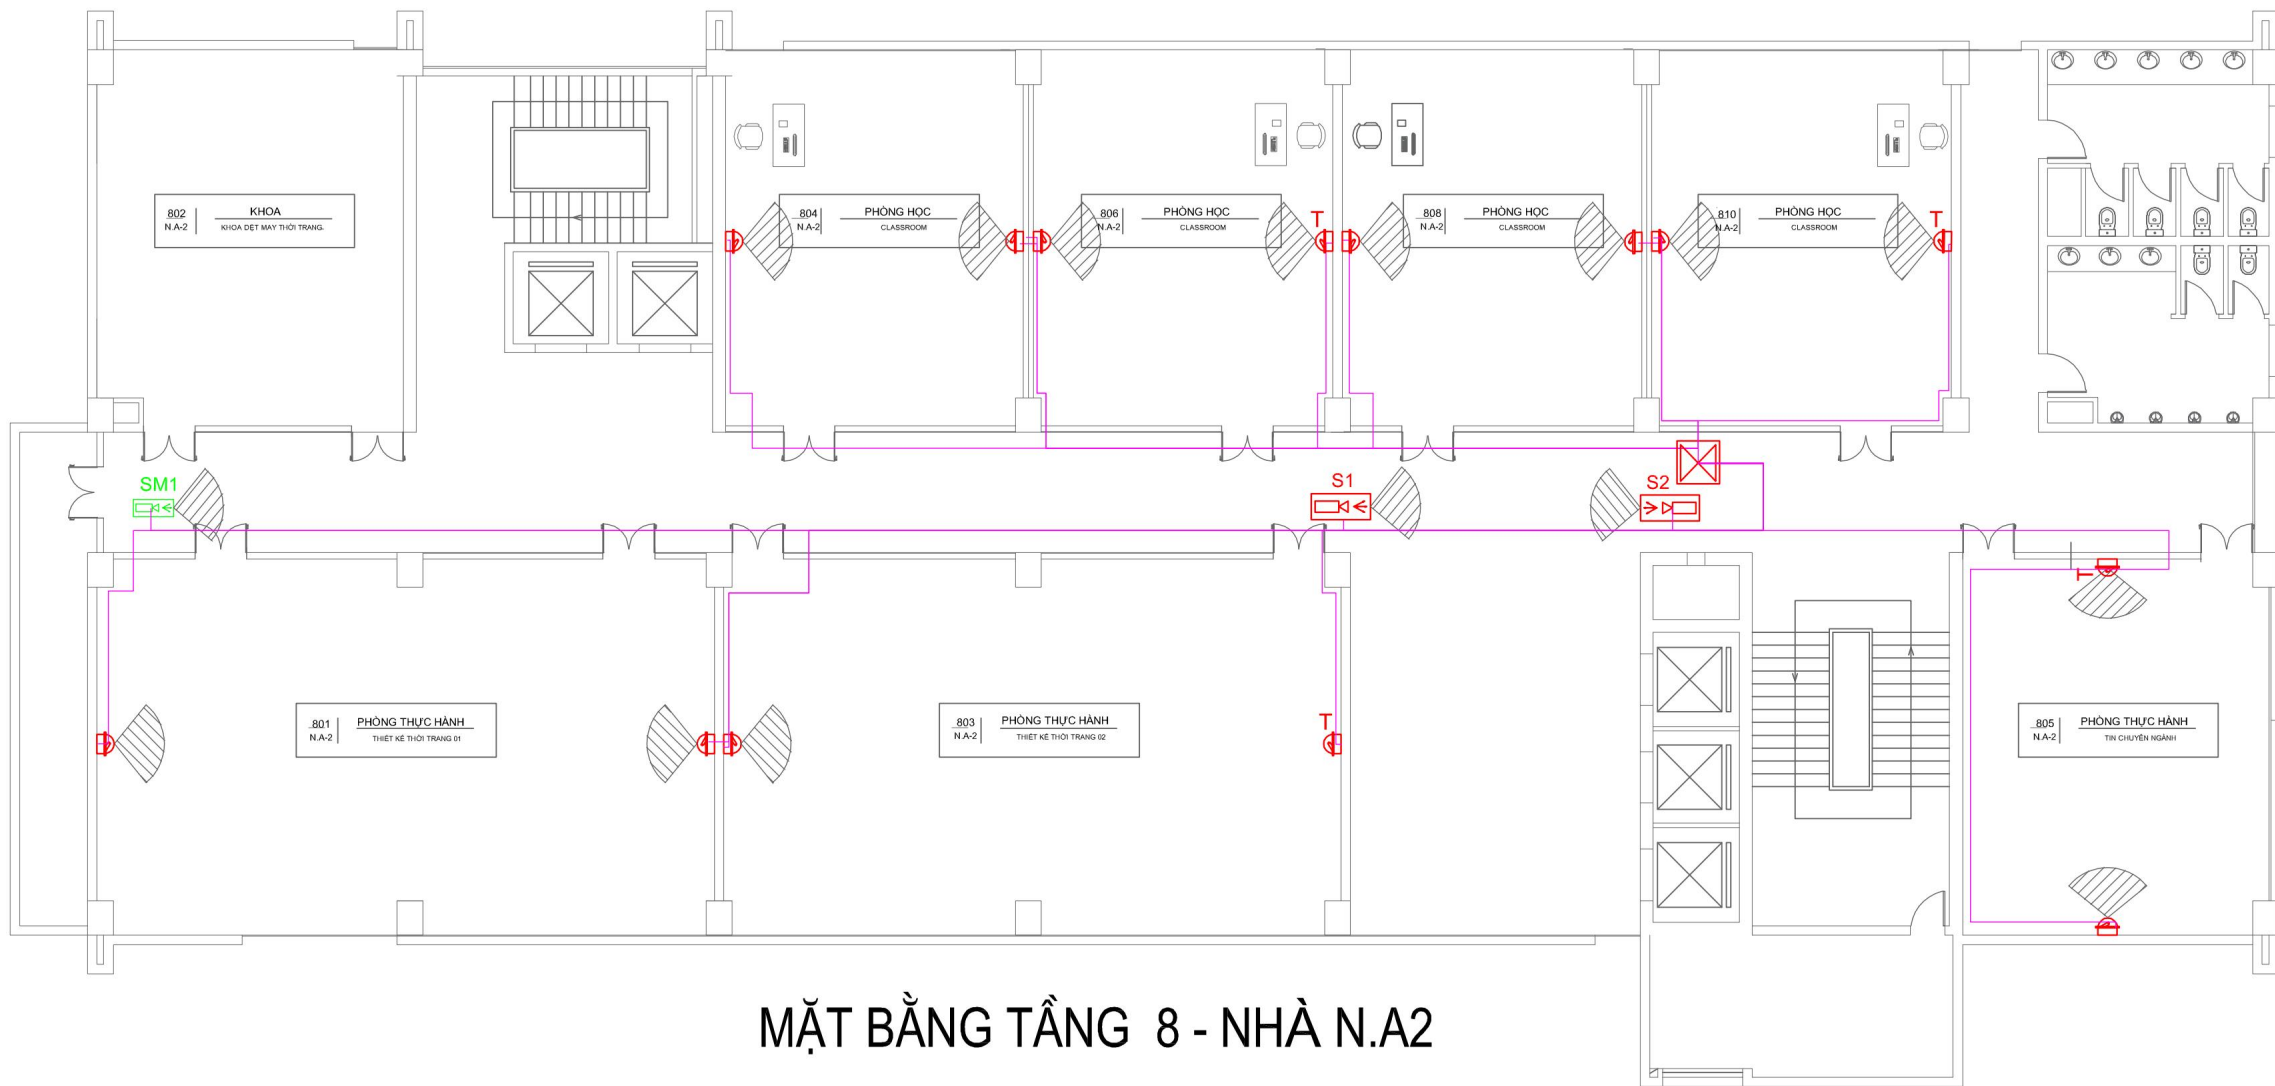 802
N.A-2
KHOA
KHOA DỆT MAY THỜI TRANG.
804
N.A-2
PHÒNG HỌC
CLASSROOM
806
N.A-2
PHÒNG HỌC
CLASSROOM
T
808
N.A-2
PHÒNG HỌC
CLASSROOM
810
N.A-2
PHÒNG HỌC
CLASSROOM
T
SM1
S1
S2
T
801
N.A-2
PHÒNG THỰC HÀNH
THIẾT KẾ THỜI TRANG 01
803
N.A-2
PHÒNG THỰC HÀNH
THIẾT KẾ THỜI TRANG 02
T
805
N.A-2
PHÒNG THỰC HÀNH
TIN CHUYÊN NGÀNH
MẶT BẰNG TẦNG 8 - NHÀ N.A2